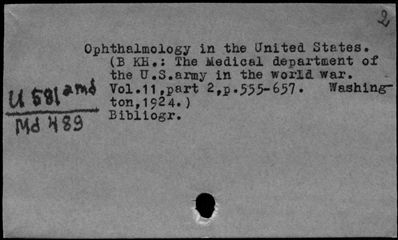 2
Ophthalmology in the United States.
(B KH.: The Medical department of
the U.S.army in the world war.
U 581 amd Vol.11,part 2,p.555-657. Washing-
Md 489 ton,1924.)
Bibliogr.